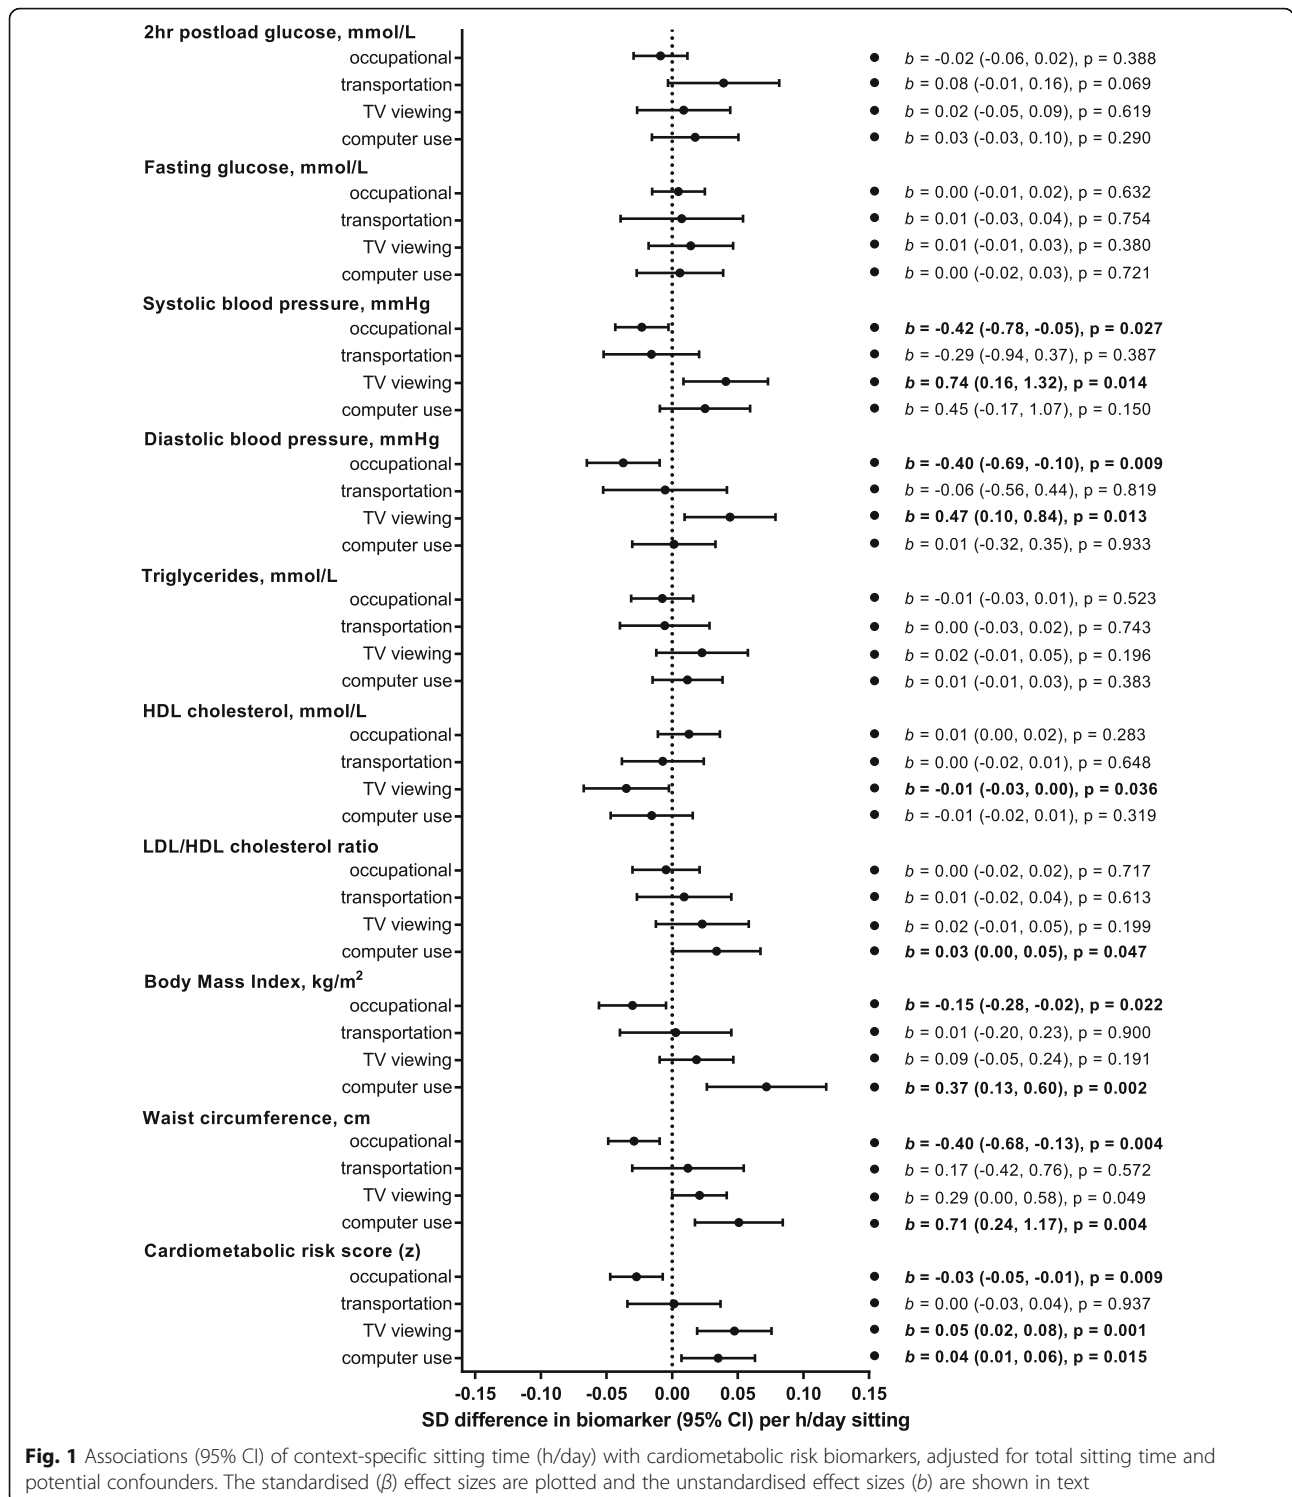 2hr postload glucose, mmol/L
occupational b = -0.02 (-0.06, 0.02), p = 0.388
transportation b = 0.08 (-0.01, 0.16), p = 0.069
TV viewing b = 0.02 (-0.05, 0.09), p = 0.619
computer use b = 0.03 (-0.03, 0.10), p = 0.290
Fasting glucose, mmol/L
occupational b = 0.00 (-0.01, 0.02), p = 0.632
transportation b = 0.01 (-0.03, 0.04), p = 0.754
TV viewing b = 0.01 (-0.01, 0.03), p = 0.380
computer use b = 0.00 (-0.02, 0.03), p = 0.721
Systolic blood pressure, mmHg
occupational b = -0.42 (-0.78, -0.05), p = 0.027
transportation b = -0.29 (-0.94, 0.37), p = 0.387
TV viewing b = 0.74 (0.16, 1.32), p = 0.014
computer use b = 0.45 (-0.17, 1.07), p = 0.150
Diastolic blood pressure, mmHg
occupational b = -0.40 (-0.69, -0.10), p = 0.009
transportation b = -0.06 (-0.56, 0.44), p = 0.819
TV viewing b = 0.47 (0.10, 0.84), p = 0.013
computer use b = 0.01 (-0.32, 0.35), p = 0.933
Triglycerides, mmol/L
occupational b = -0.01 (-0.03, 0.01), p = 0.523
transportation b = 0.00 (-0.03, 0.02), p = 0.743
TV viewing b = 0.02 (-0.01, 0.05), p = 0.196
computer use b = 0.01 (-0.01, 0.03), p = 0.383
HDL cholesterol, mmol/L
occupational b = 0.01 (0.00, 0.02), p = 0.283
transportation b = 0.00 (-0.02, 0.01), p = 0.648
TV viewing b = -0.01 (-0.03, 0.00), p = 0.036
computer use b = -0.01 (-0.02, 0.01), p = 0.319
LDL/HDL cholesterol ratio
occupational b = 0.00 (-0.02, 0.02), p = 0.717
transportation b = 0.01 (-0.02, 0.04), p = 0.613
TV viewing b = 0.02 (-0.01, 0.05), p = 0.199
computer use b = 0.03 (0.00, 0.05), p = 0.047
Body Mass Index, kg/m²
occupational b = -0.15 (-0.28, -0.02), p = 0.022
transportation b = 0.01 (-0.20, 0.23), p = 0.900
TV viewing b = 0.09 (-0.05, 0.24), p = 0.191
computer use b = 0.37 (0.13, 0.60), p = 0.002
Waist circumference, cm
occupational b = -0.40 (-0.68, -0.13), p = 0.004
transportation b = 0.17 (-0.42, 0.76), p = 0.572
TV viewing b = 0.29 (0.00, 0.58), p = 0.049
computer use b = 0.71 (0.24, 1.17), p = 0.004
Cardiometabolic risk score (z)
occupational b = -0.03 (-0.05, -0.01), p = 0.009
transportation b = 0.00 (-0.03, 0.04), p = 0.937
TV viewing b = 0.05 (0.02, 0.08), p = 0.001
computer use b = 0.04 (0.01, 0.06), p = 0.015
-0.15 -0.10 -0.05 0.00 0.05 0.10 0.15
SD difference in biomarker (95% CI) per h/day sitting
Fig. 1 Associations (95% CI) of context-specific sitting time (h/day) with cardiometabolic risk biomarkers, adjusted for total sitting time and
potential confounders. The standardised (β) effect sizes are plotted and the unstandardised effect sizes (b) are shown in text